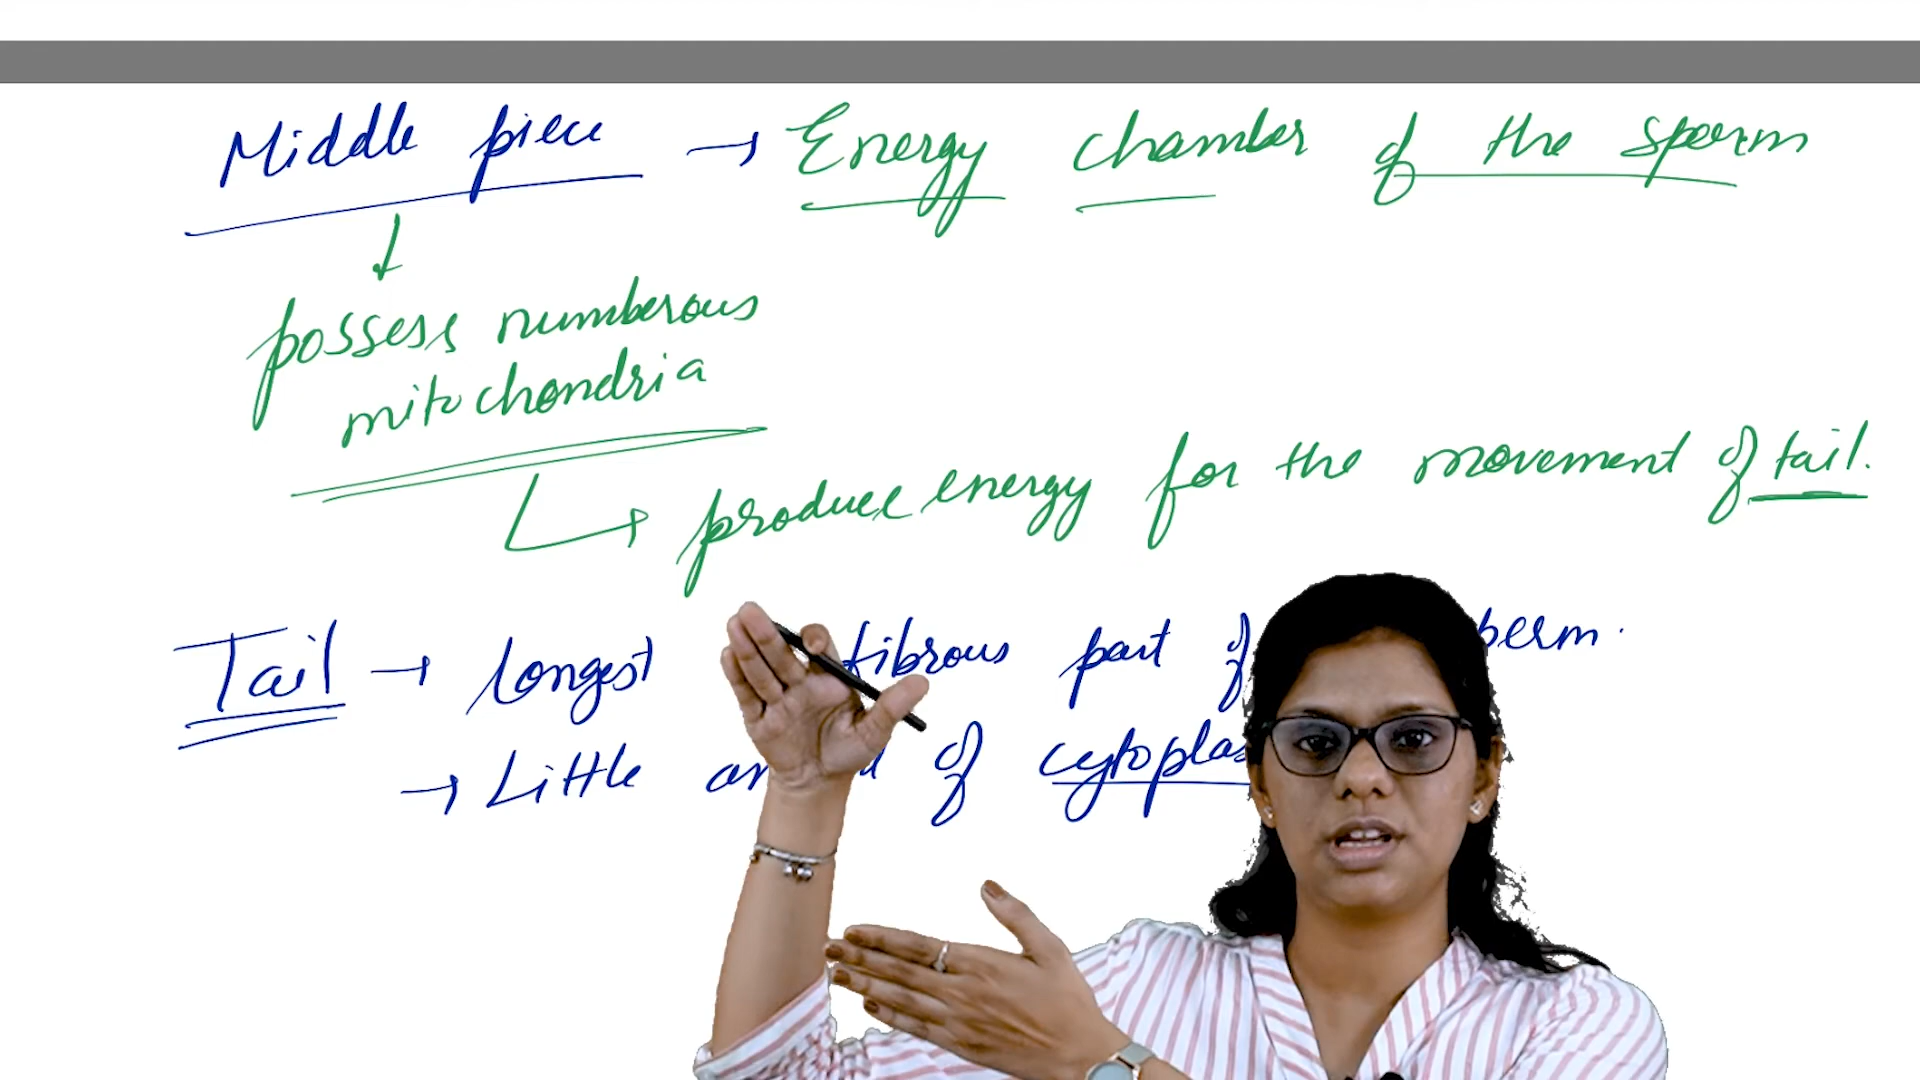 Middle piece → Energy chamber of the sperm
↓
possess numberous
mitochondria
↳ produce energy for the movement of tail.
Tail → Longest fibrous part of
→ Little of